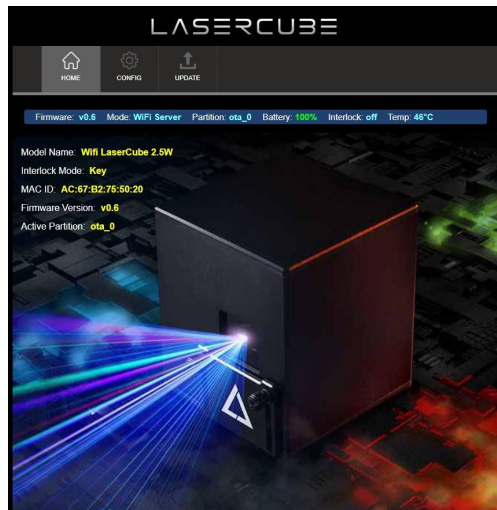 LASERCUBE
HOME CONFIG UPDATE
Firmware: v0.6 Mode: WiFi Server Partition: ota_0 Battery: 100% Interlock: off Temp: 46°C
Model Name: Wifi LaserCube 2.5W
Interlock Mode: Key
MAC ID: AC:67:B2:75:50:20
Firmware Version: v0.6
Active Partition: ota_0